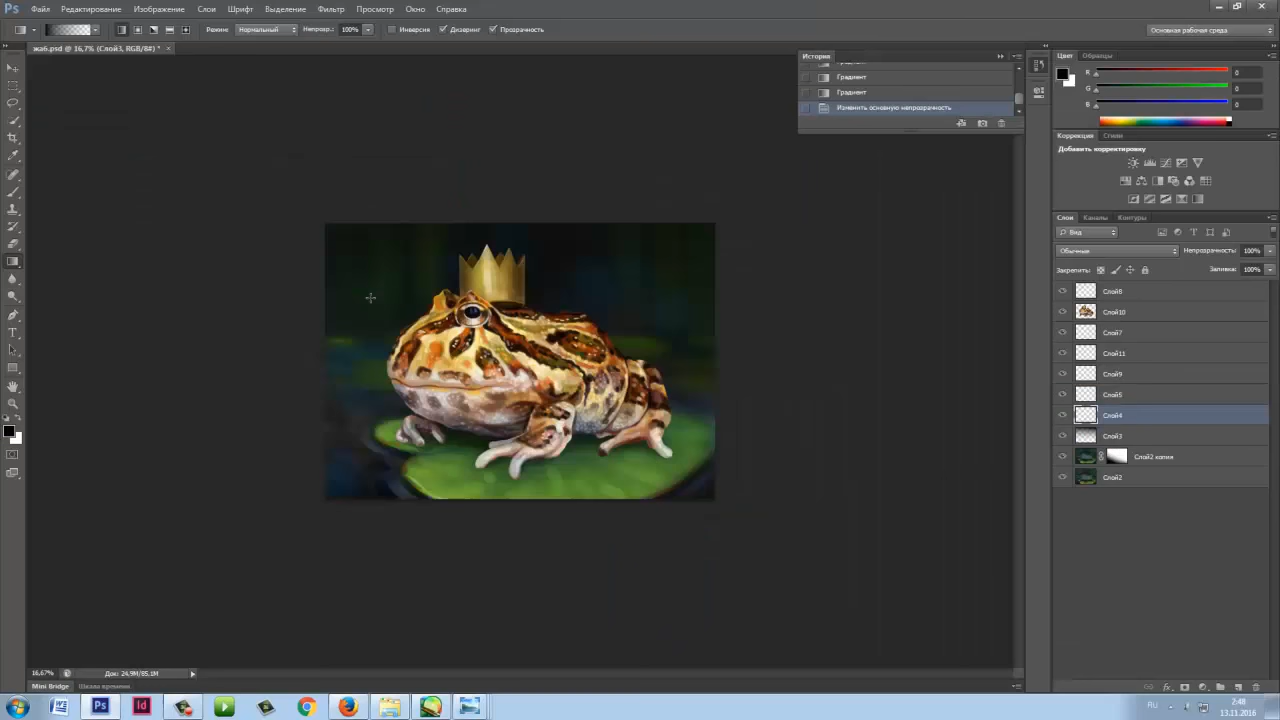 Ps Файл Редактирование Изображение Слои Шрифт Выделение Фильтр Просмотр Окно Справка
Режим: Нормальный Непрозр.: 100% Инверсия Дизеринг Прозрачность Основная рабочая среда
жаб.psd @ 16,7% (Слой3, RGB/8#) * ×
История
Градиент
Градиент
Изменить основную непрозрачность
Цвет Образцы
R 0
G 0
B 0
Коррекция Стили
Добавить корректировку
Слои Каналы Контуры
Вид
Обычные Непрозрачность: 100%
Закрепить: Заливка: 100%
Слой8
Слой10
Слой7
Слой11
Слой9
Слой5
Слой4
Слой3
Слой2 копия
Слой2
16,67% Док: 24,9M/85,1M
Mini Bridge Шкала времени
Ps Id RU 2:48
13.11.2016